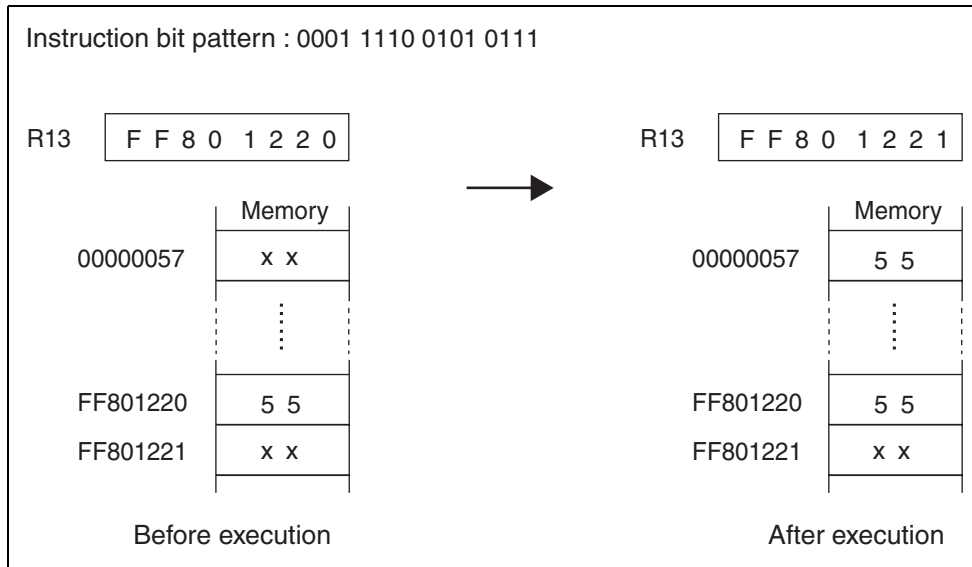 Instruction bit pattern : 0001 1110 0101 0111
R13 F F 8 0 1 2 2 0 R13 F F 8 0 1 2 2 1
Memory Memory
00000057 x x 00000057 5 5
FF801220 5 5 FF801220 5 5
FF801221 x x FF801221 x x
Before execution After execution